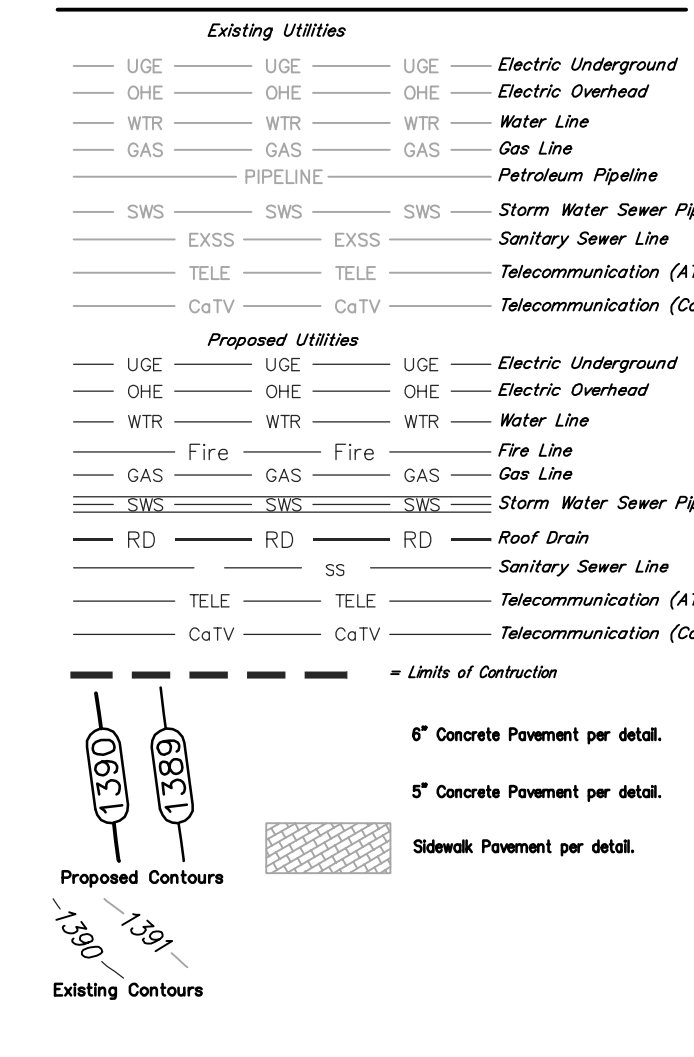 Existing Utilities
UGE UGE UGE Electric Underground
OHE OHE OHE Electric Overhead
WTR WTR WTR Water Line
GAS GAS GAS Gas Line
PIPELINE Petroleum Pipeline
SWS SWS SWS Storm Water Sewer
EXSS EXSS Sanitary Sewer Line
TELE TELE Telecommunication
CaTV CaTV Telecommunication
Proposed Utilities
UGE UGE UGE Electric Underground
OHE OHE OHE Electric Overhead
WTR WTR WTR Water Line
Fire Fire Fire Line
GAS GAS GAS Gas Line
SWS SWS SWS Storm Water Sewer
RD RD RD Roof Drain
SS Sanitary Sewer Line
TELE TELE Telecommunication
CaTV CaTV Telecommunication
= Limits of Contruction
1390 1389
6" Concrete Pavement per detail.
5" Concrete Pavement per detail.
Sidewalk Pavement per detail.
Proposed Contours
1390 1391
Existing Contours